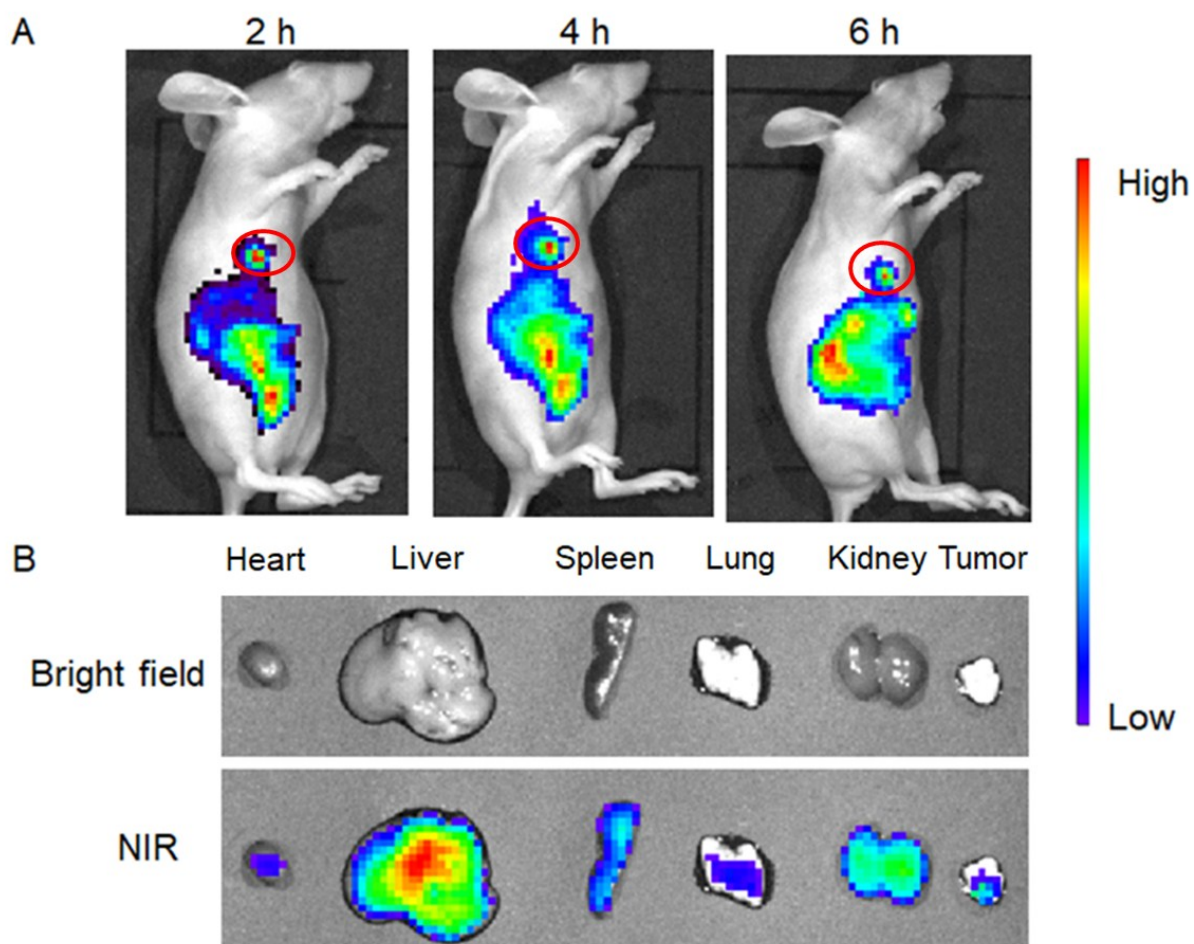 A
2 h 4 h 6 h
High
Low
B
Heart Liver Spleen Lung Kidney Tumor
Bright field
NIR